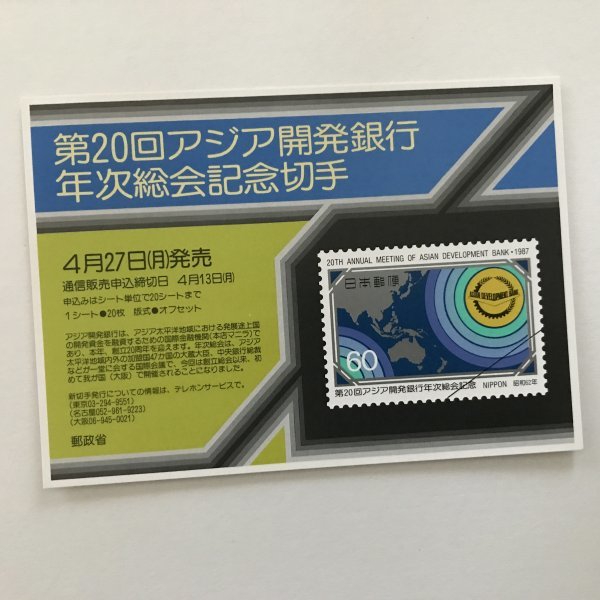 第20回アジア開発銀行
年次総会記念切手
4月27日(月)発売
通信販売申込締切日 4月13日(月)
申込みはシート単位で20シートまで
1シート●20枚 版式●オフセット
アジア開発銀行は、アジア太平洋地域における発展途上国
の開発資金を融資するための国際金融機関(本店マニラ)で
あり、本年、創立20周年を迎えます。年次総会は、アジア
太平洋地域内外の加盟国47カ国の大蔵大臣、中央銀行総裁
などが一堂に会する国際会議で、今回は創立総会以来、初
めて我が国(大阪)で開催されることになりました。
新切手発行についての情報は、テレホンサービスで。
(東京03-294-9551)
(名古屋052-961-9223)
(大阪06-945-0021)
郵政省
20TH ANNUAL MEETING OF ASIAN DEVELOPMENT BANK・1987
日本郵便
ASIAN DEVELOPMENT BANK
60
第20回アジア開発銀行年次総会記念 NIPPON 昭和62年